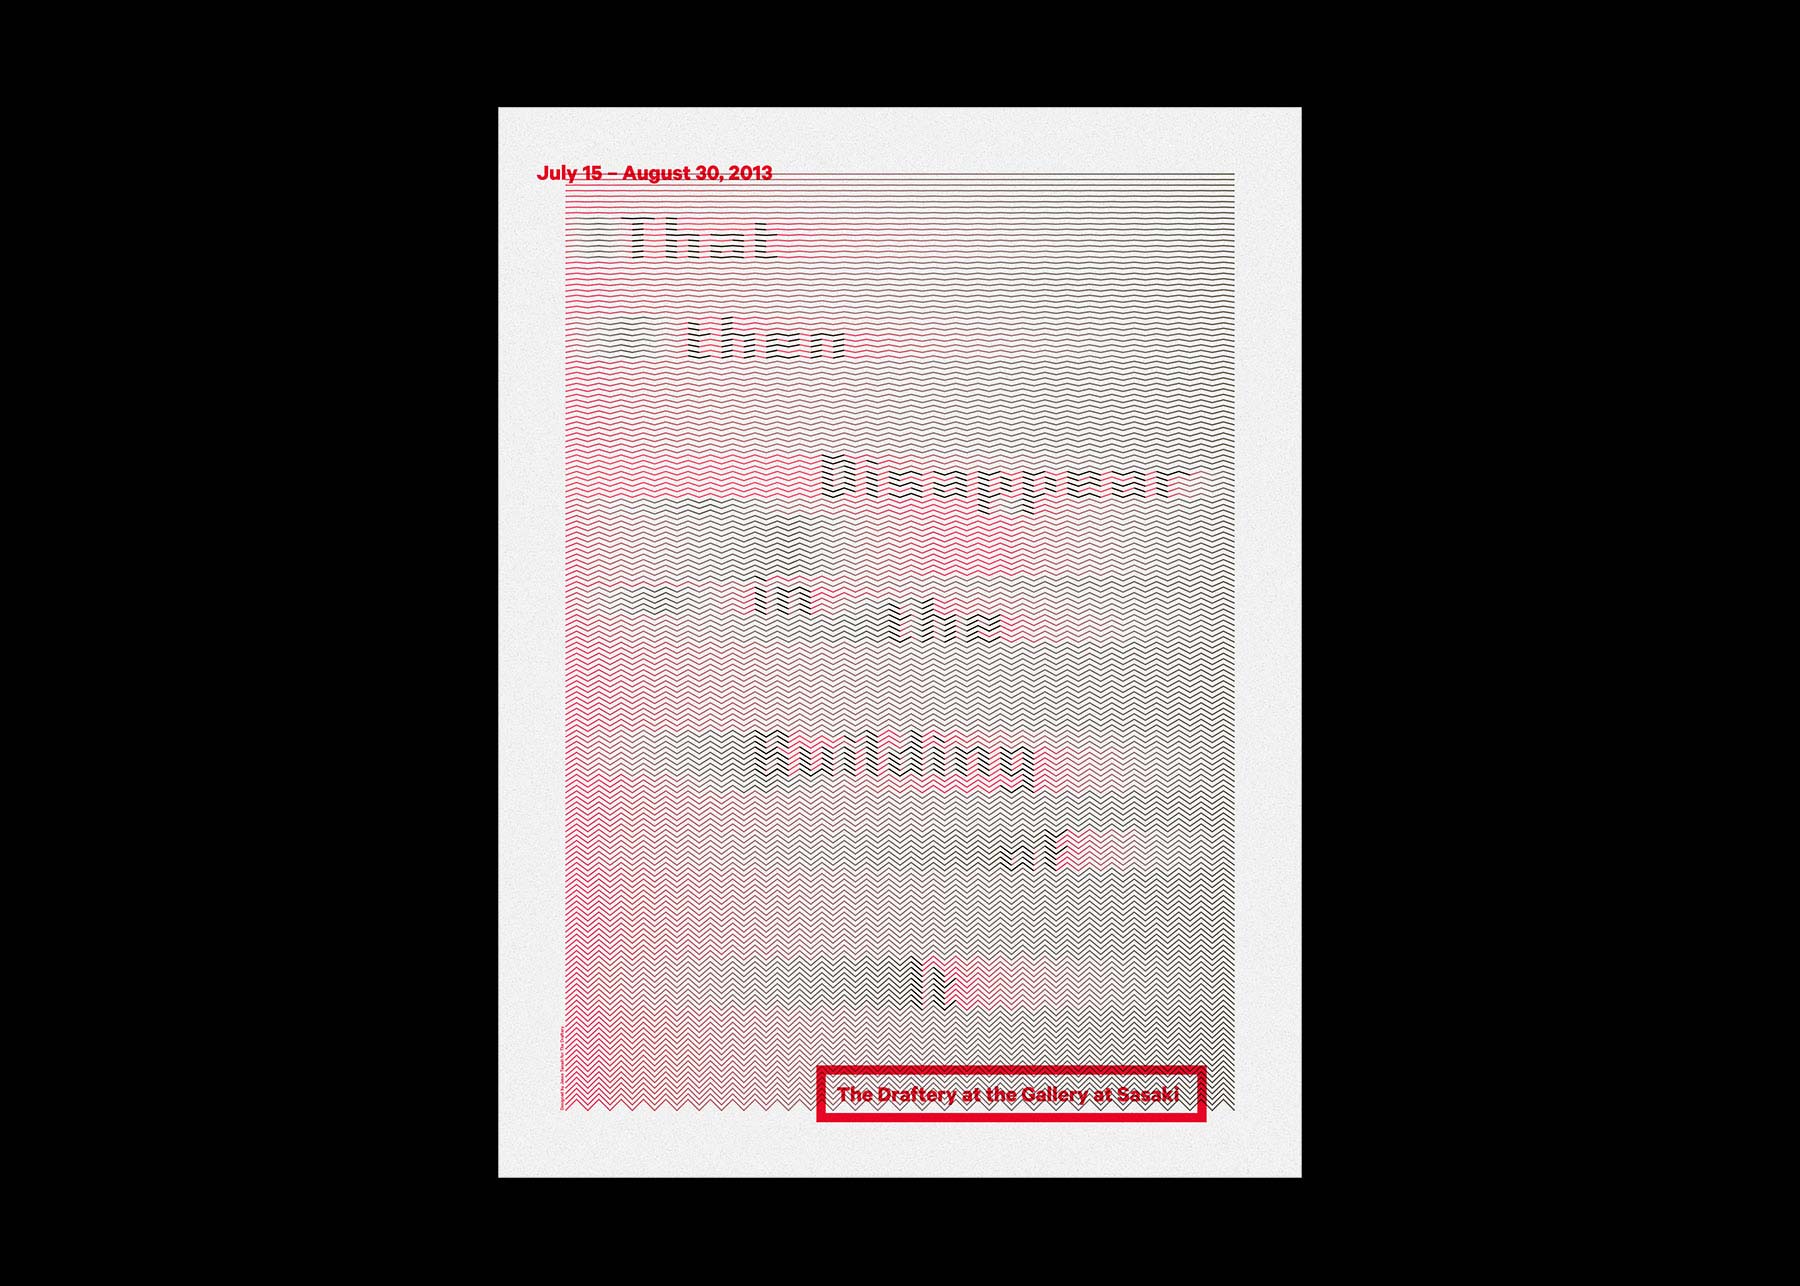 July 15 – August 30, 2013
That
then
Disappear
in the
Building
of
it
The Draftery at the Gallery at Sasaki